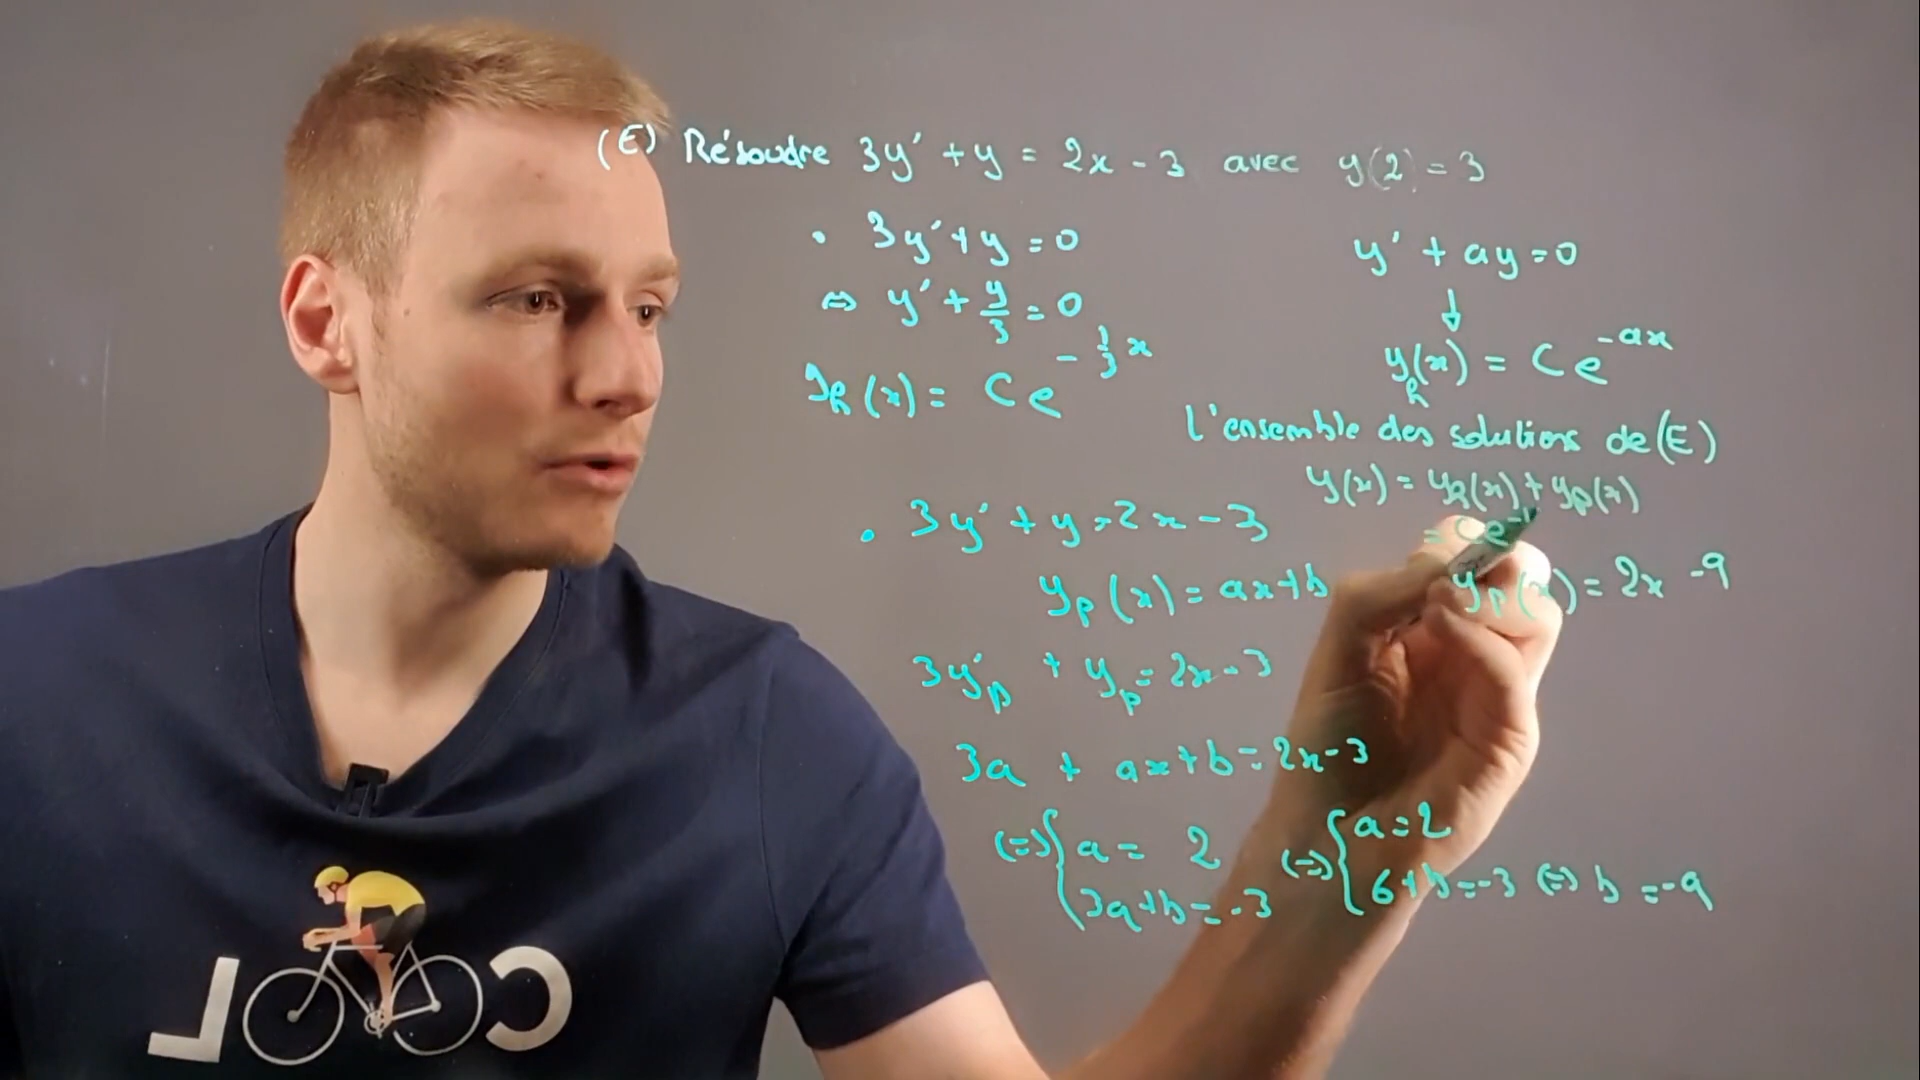 (E) Résoudre 3y' + y = 2x - 3 avec y(2) = 3
• 3y' + y = 0
⇔ y' + y/3 = 0
y_h(x) = Ce^{-1/3 x}
y' + ay = 0
↓
y_h(x) = Ce^{-ax}
l'ensemble des solutions de (E)
y(x) = y_h(x) + y_p(x)
= Ce^-
• 3y' + y = 2x - 3
y_p(x) = ax + b
y_p(x) = 2x - 9
3y'_p + y_p = 2x - 3
3a + ax + b = 2x - 3
(=) { a = 2
3a + b = -3
(=) { a = 2
6 + b = -3 (=) b = -9
COOL